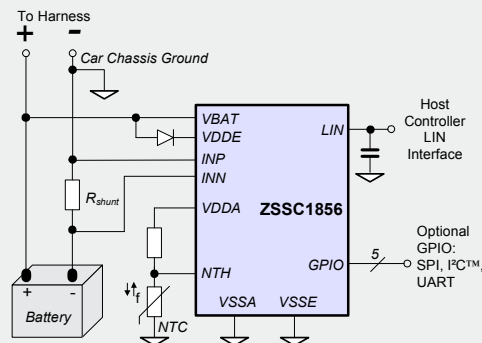 To Harness
+ -
Car Chassis Ground
VBAT
VDDE
INP
INN
VDDA
NTH
VSSA
VSSE
LIN
GPIO
ZSSC1856
Rshunt
NTC
f
+ -
Battery
Host
Controller
LIN
Interface
5
Optional
GPIO:
SPI, I²C™,
UART